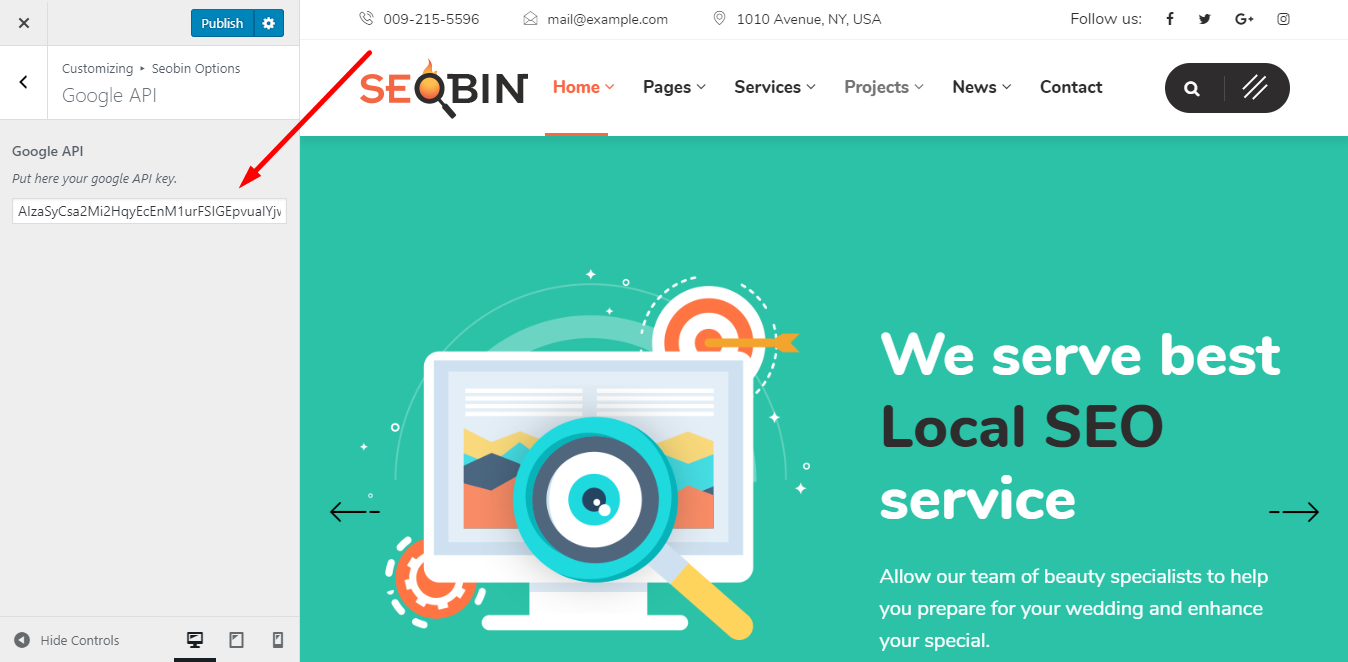 Publish
Customizing ▸ Seobin Options
Google API
Google API
Put here your google API key.
009-215-5596
mail@example.com
1010 Avenue, NY, USA
Follow us:
SEOBIN
Home
Pages
Services
Projects
News
Contact
We serve best
Local SEO
service
Allow our team of beauty specialists to help
you prepare for your wedding and enhance
your special.
Hide Controls